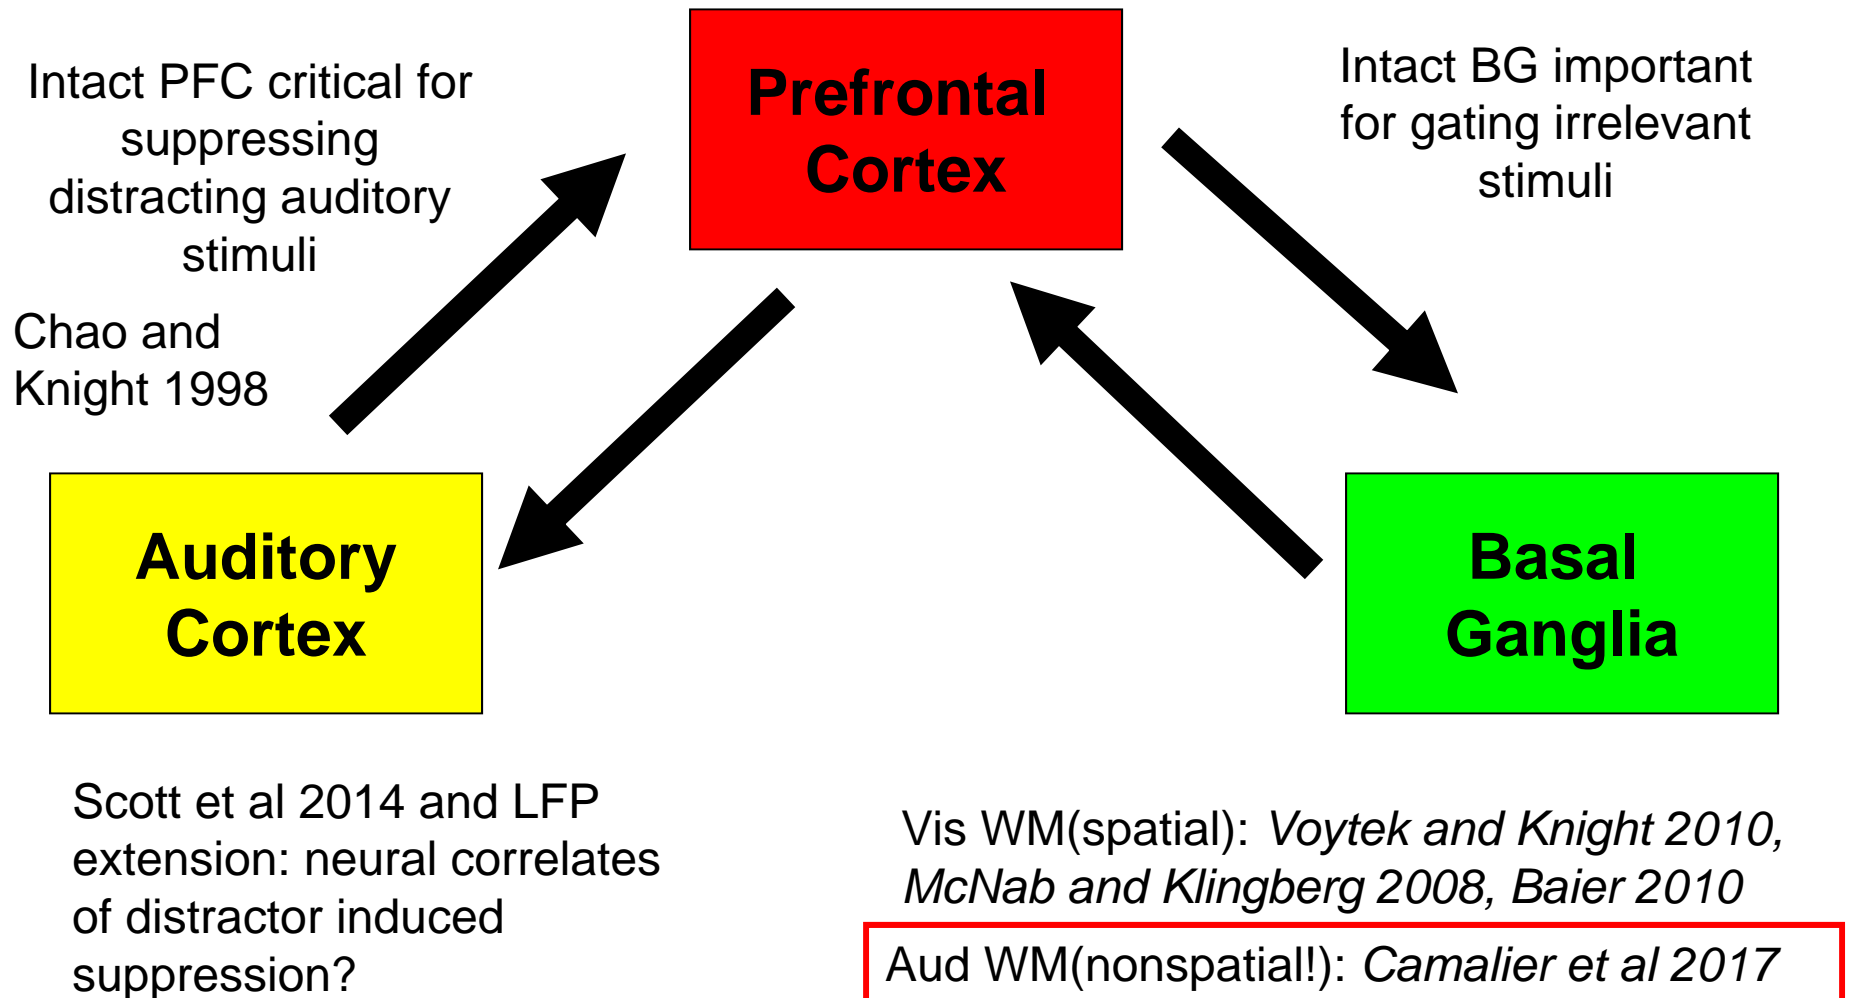 Intact PFC critical for
suppressing
distracting auditory
stimuli
Chao and
Knight 1998
Prefrontal
Cortex
Intact BG important
for gating irrelevant
stimuli
Auditory
Cortex
Basal
Ganglia
Scott et al 2014 and LFP
extension: neural correlates
of distractor induced
suppression?
Vis WM(spatial): Voytek and Knight 2010,
McNab and Klingberg 2008, Baier 2010
Aud WM(nonspatial!): Camalier et al 2017